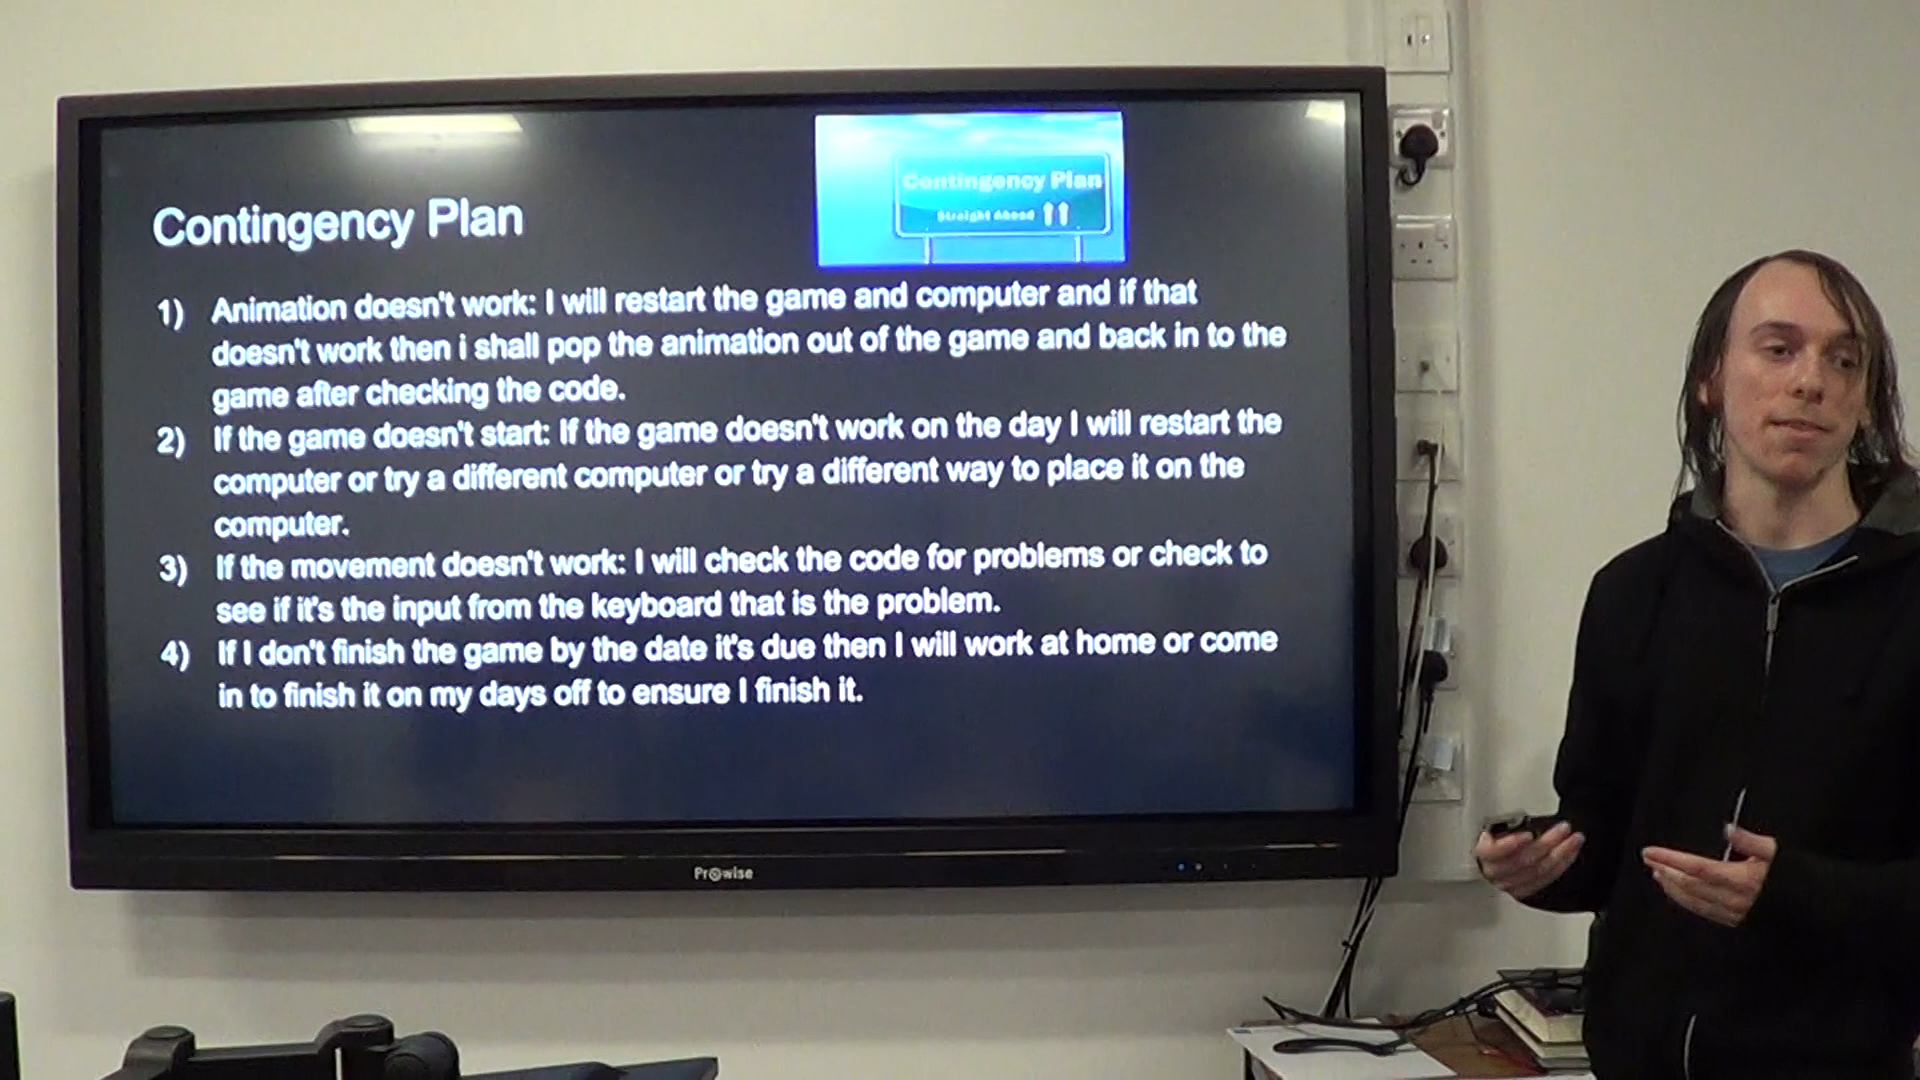 Contingency Plan
Straight Ahead
Contingency Plan
1) Animation doesn't work: I will restart the game and computer and if that
doesn't work then i shall pop the animation out of the game and back in to the
game after checking the code.
2) If the game doesn't start: If the game doesn't work on the day I will restart the
computer or try a different computer or try a different way to place it on the
computer.
3) If the movement doesn't work: I will check the code for problems or check to
see if it's the input from the keyboard that is the problem.
4) If I don't finish the game by the date it's due then I will work at home or come
in to finish it on my days off to ensure I finish it.
Prowise